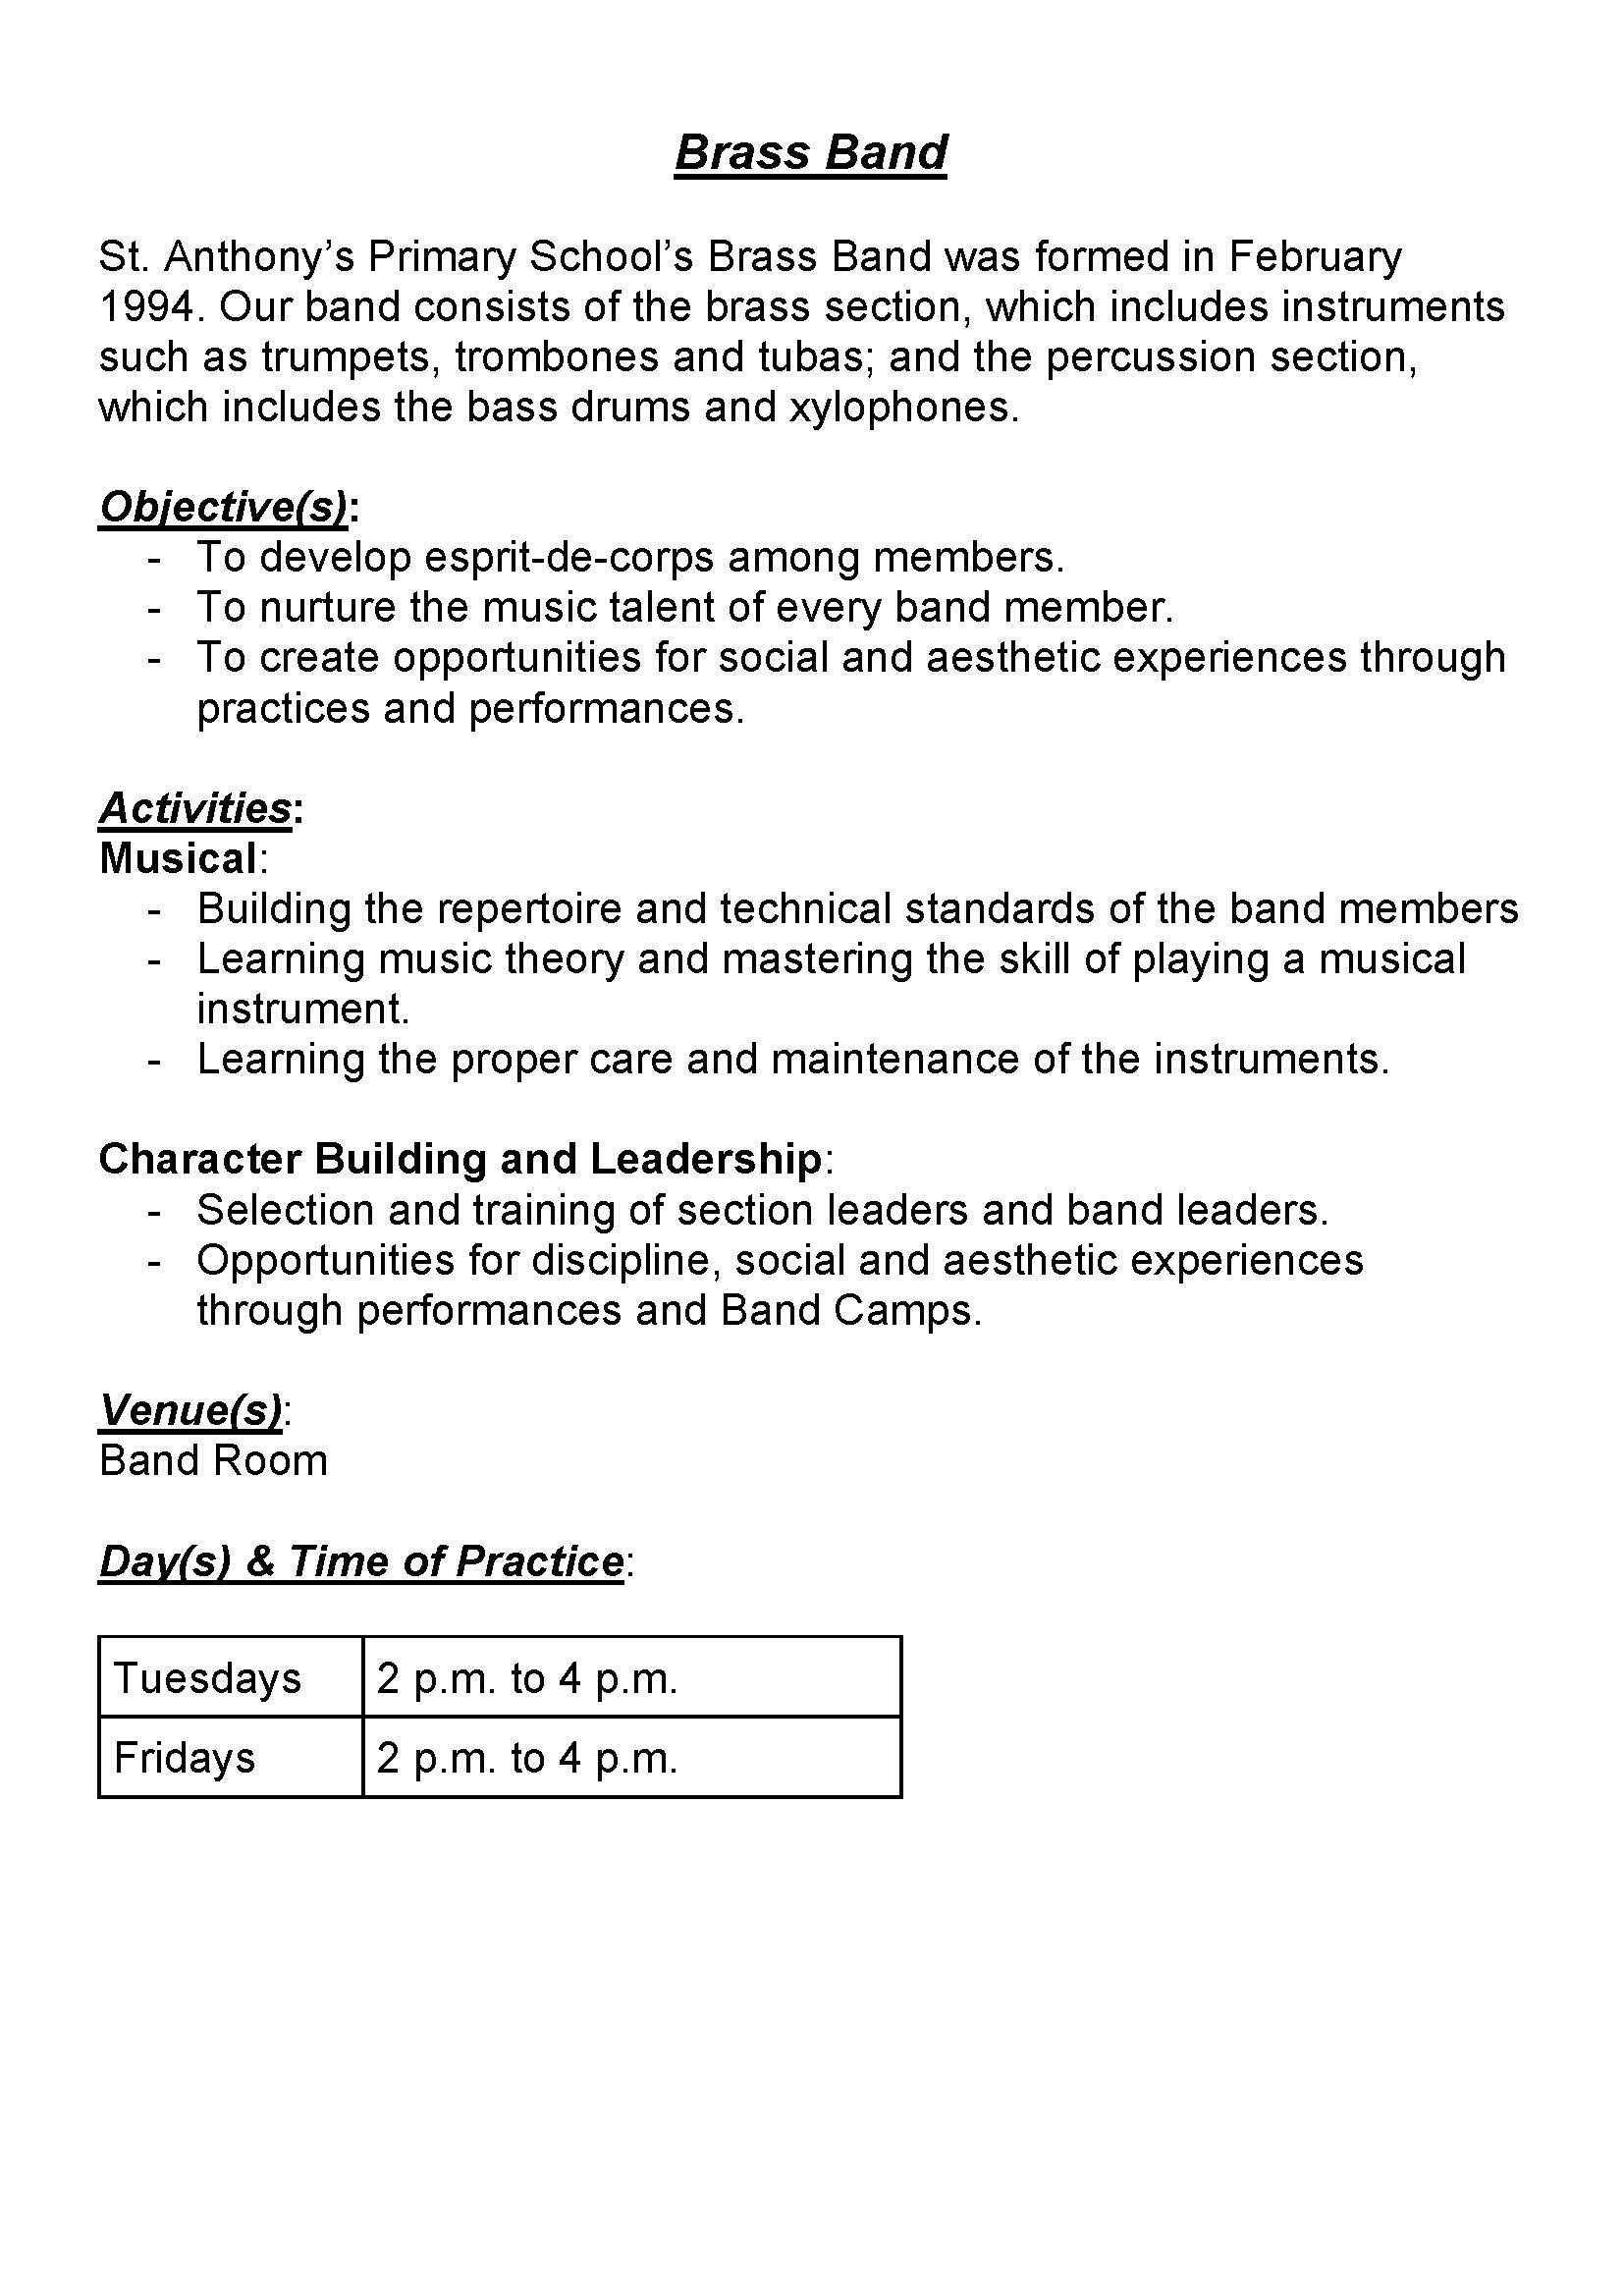 Brass Band
St. Anthony’s Primary School’s Brass Band was formed in February
1994. Our band consists of the brass section, which includes instruments
such as trumpets, trombones and tubas; and the percussion section,
which includes the bass drums and xylophones.
Objective(s):
- To develop esprit-de-corps among members.
- To nurture the music talent of every band member.
- To create opportunities for social and aesthetic experiences through
practices and performances.
Activities:
Musical:
- Building the repertoire and technical standards of the band members
- Learning music theory and mastering the skill of playing a musical
instrument.
- Learning the proper care and maintenance of the instruments.
Character Building and Leadership:
- Selection and training of section leaders and band leaders.
- Opportunities for discipline, social and aesthetic experiences
through performances and Band Camps.
Venue(s):
Band Room
Day(s) & Time of Practice:
Tuesdays 2 p.m. to 4 p.m.
Fridays 2 p.m. to 4 p.m.